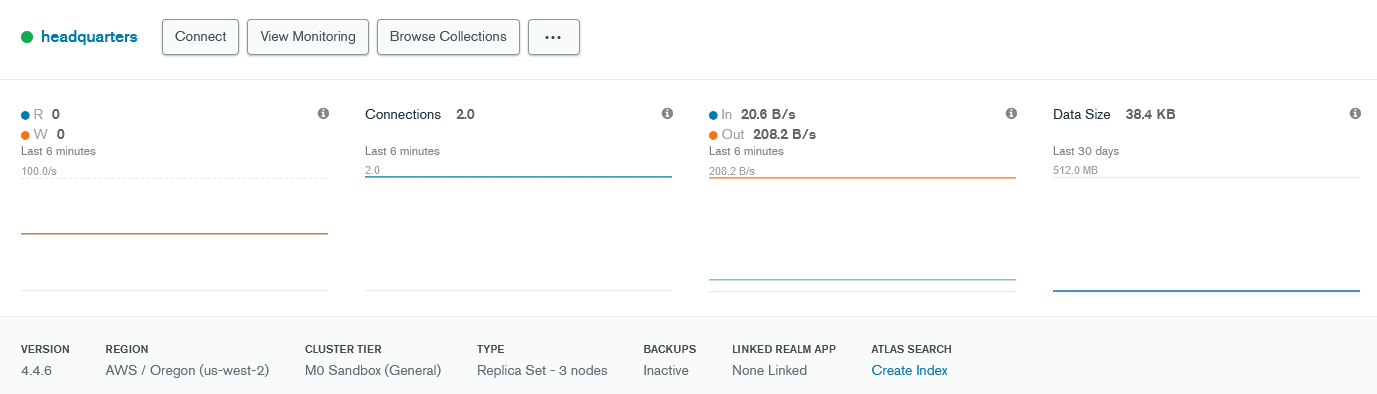 headquarters Connect View Monitoring Browse Collections ...
R 0
W 0
Last 6 minutes
100.0/s
Connections 2.0
Last 6 minutes
2.0
In 20.6 B/s
Out 208.2 B/s
Last 6 minutes
208.2 B/s
Data Size 38.4 KB
Last 30 days
512.0 MB
VERSION
4.4.6
REGION
AWS / Oregon (us-west-2)
CLUSTER TIER
M0 Sandbox (General)
TYPE
Replica Set - 3 nodes
BACKUPS
Inactive
LINKED REALM APP
None Linked
ATLAS SEARCH
Create Index